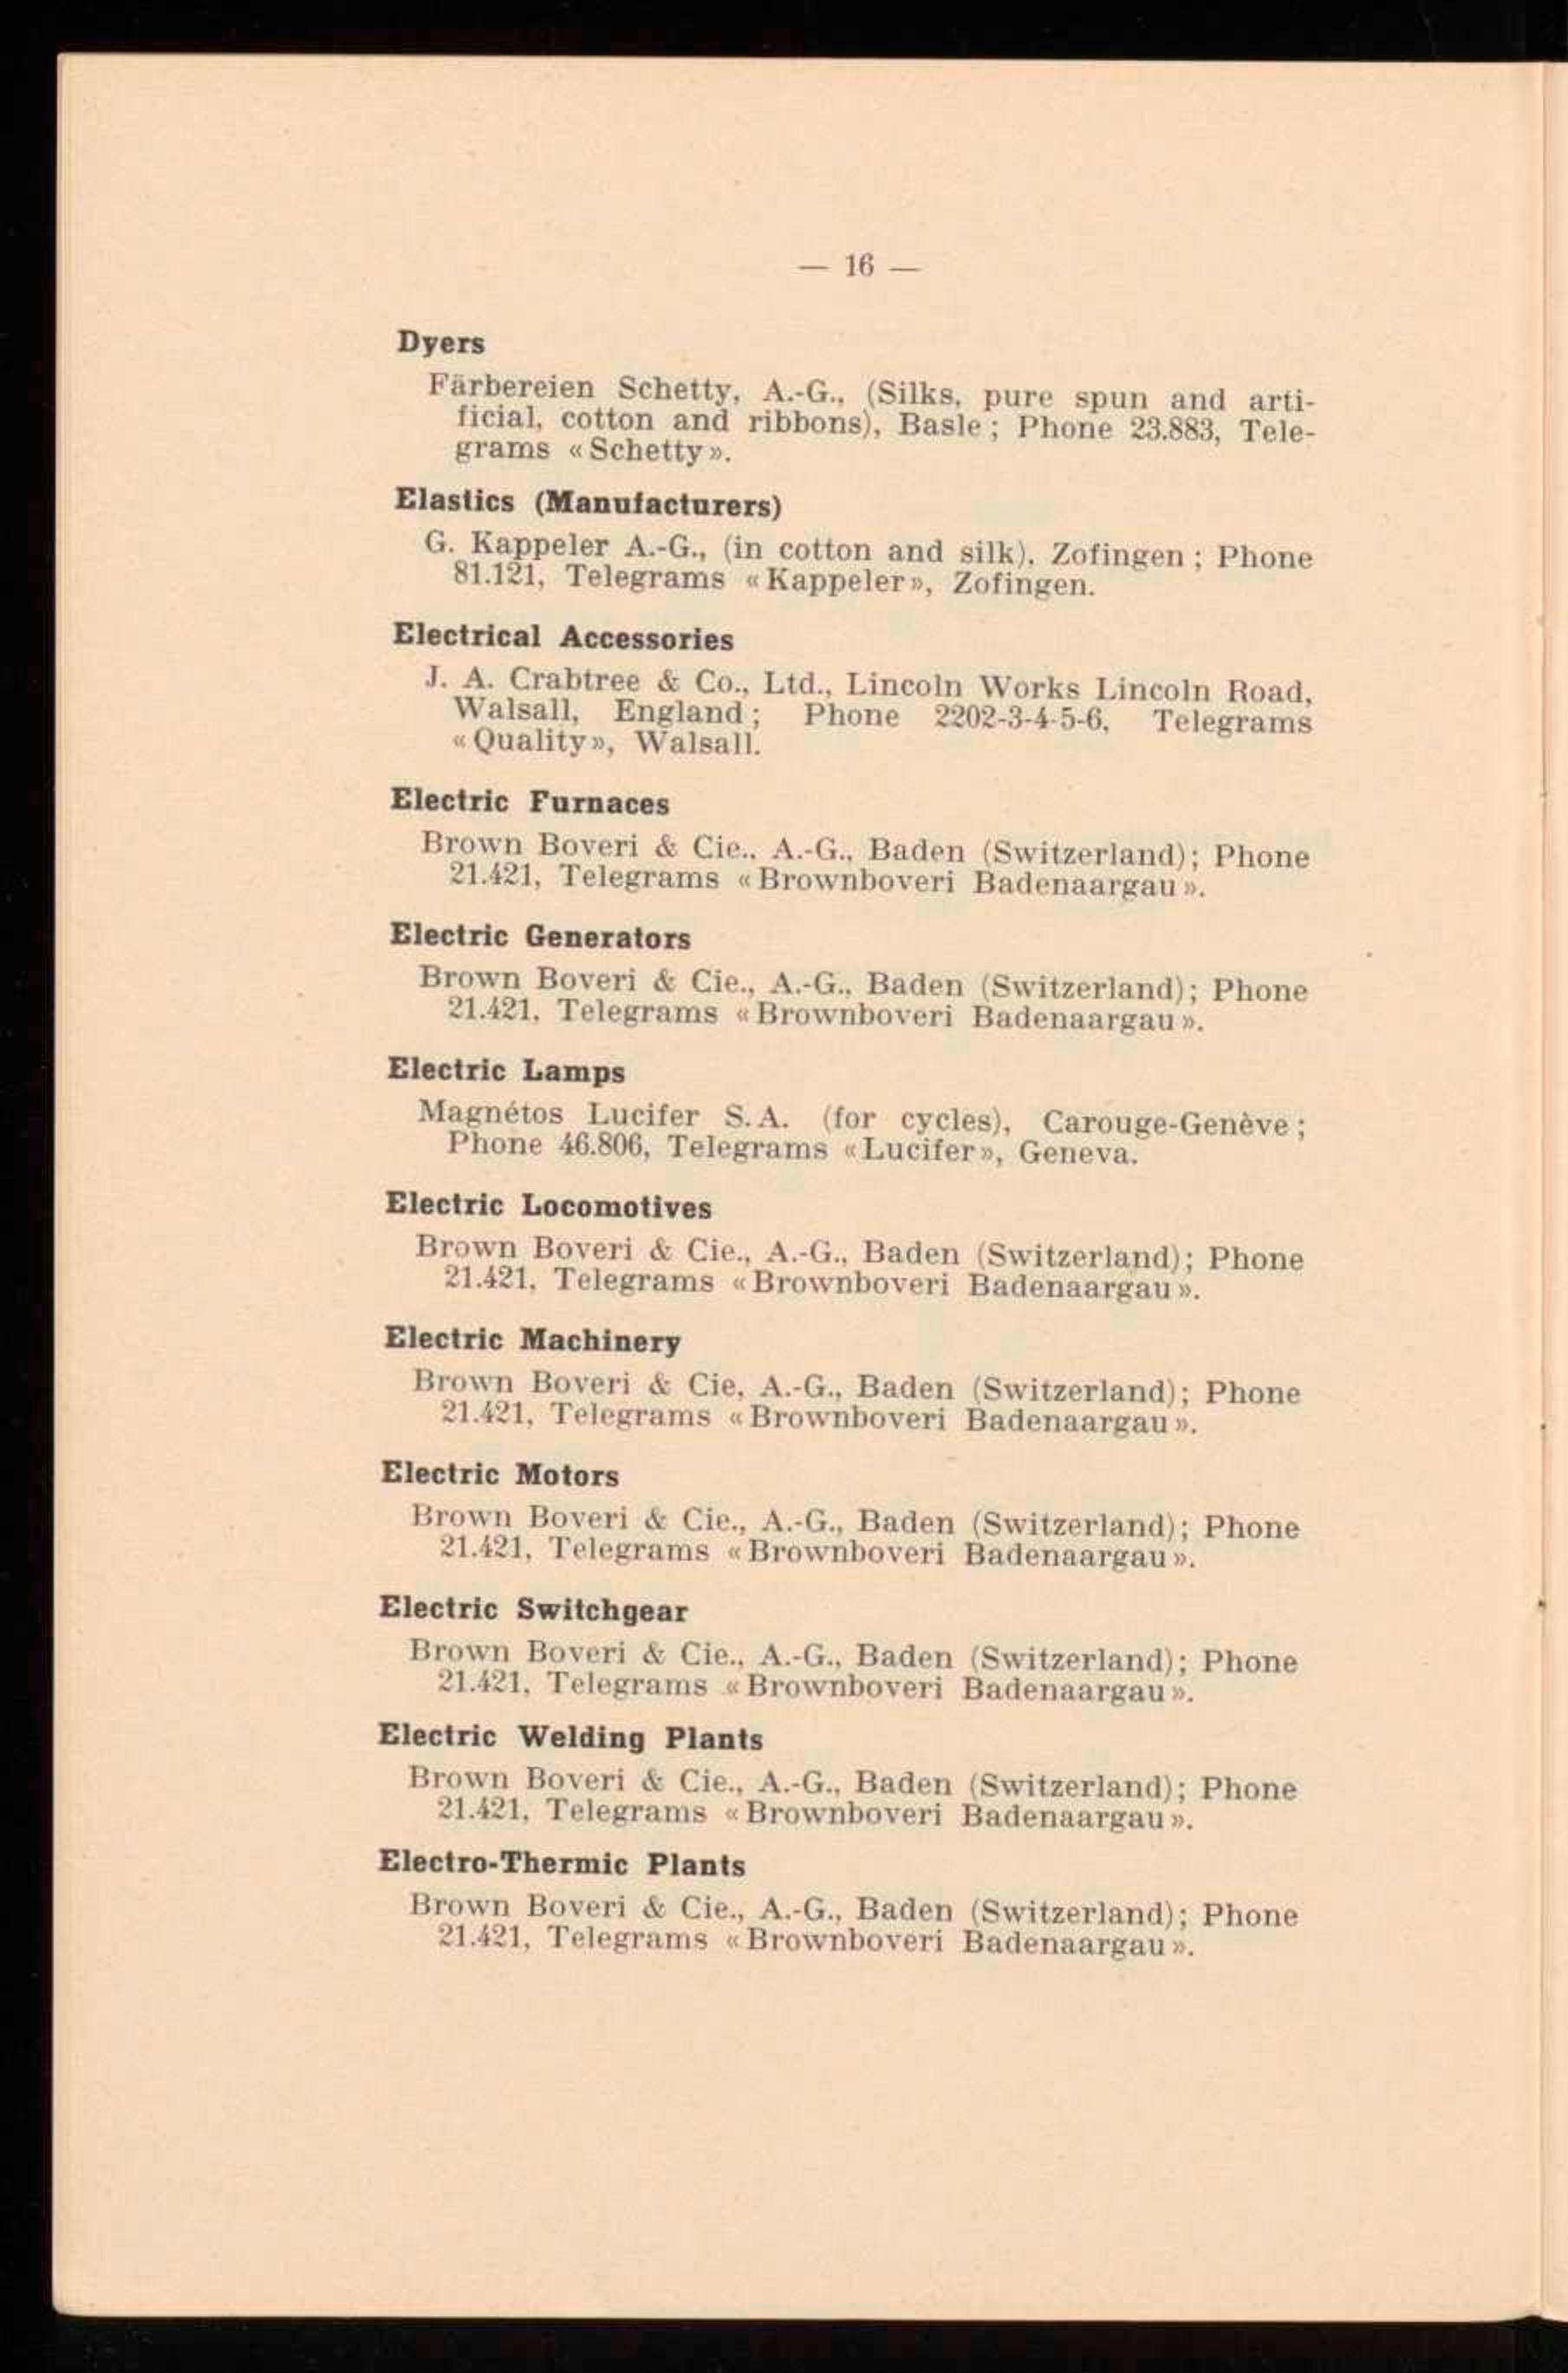 — 16 —
Dyers
Färbereien Schetty, A.-G., (Silks, pure spun and arti-
ficial, cotton and ribbons), Basle ; Phone 23.883, Tele-
grams « Schetty ».
Elastics (Manufacturers)
G. Kappeler A.-G., (in cotton and silk). Zofingen ; Phone
81.121, Telegrams « Kappeler », Zofingen.
Electrical Accessories
J. A. Crabtree & Co., Ltd., Lincoln Works Lincoln Road,
Walsall, England ; Phone 2202-3-4-5-6, Telegrams
« Quality », Walsall.
Electric Furnaces
Brown Boveri & Cie.. A.-G., Baden (Switzerland); Phone
21.421, Telegrams « Brownboveri Badenaargau ».
Electric Generators
Brown Boveri & Cie., A.-G., Baden (Switzerland); Phone
21.421, Telegrams « Brownboveri Badenaargau ».
Electric Lamps
Magnétos Lucifer S. A. (for cycles), Carouge-Genève ;
Phone 46.806, Telegrams « Lucifer », Geneva.
Electric Locomotives
Brown Boveri & Cie., A.-G., Baden (Switzerland); Phone
21.421, Telegrams « Brownboveri Badenaargau ».
Electric Machinery
Brown Boveri & Cie, A.-G., Baden (Switzerland); Phone
21.421, Telegrams « Brownboveri Badenaargau ».
Electric Motors
Brown Boveri & Cie., A.-G., Baden (Switzerland); Phone
21.421, Telegrams « Brownboveri Badenaargau ».
Electric Switchgear
Brown Boveri & Cie., A.-G., Baden (Switzerland); Phone
21.421, Telegrams « Brownboveri Badenaargau ».
Electric Welding Plants
Brown Boveri & Cie., A.-G., Baden (Switzerland); Phone
21.421, Telegrams « Brownboveri Badenaargau ».
Electro-Thermic Plants
Brown Boveri & Cie., A.-G., Baden (Switzerland); Phone
21.421, Telegrams « Brownboveri Badenaargau ».